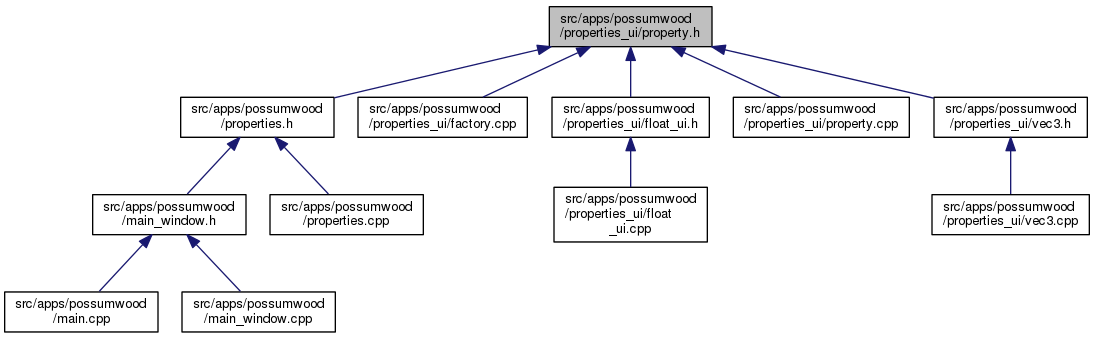 src/apps/possumwood
/properties_ui/property.h
src/apps/possumwood
/properties.h
src/apps/possumwood
/properties_ui/factory.cpp
src/apps/possumwood
/properties_ui/float_ui.h
src/apps/possumwood
/properties_ui/property.cpp
src/apps/possumwood
/properties_ui/vec3.h
src/apps/possumwood
/main_window.h
src/apps/possumwood
/properties.cpp
src/apps/possumwood
/properties_ui/float
_ui.cpp
src/apps/possumwood
/properties_ui/vec3.cpp
src/apps/possumwood
/main.cpp
src/apps/possumwood
/main_window.cpp